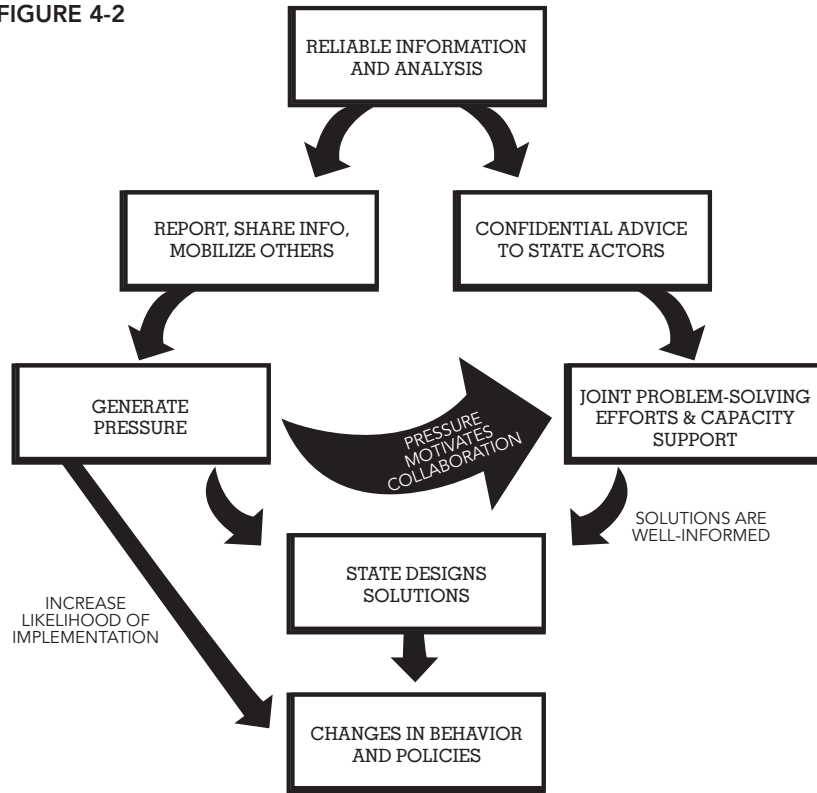 FIGURE 4-2
RELIABLE INFORMATION
AND ANALYSIS
REPORT, SHARE INFO,
MOBILIZE OTHERS
CONFIDENTIAL ADVICE
TO STATE ACTORS
GENERATE
PRESSURE
PRESSURE
MOTIVATES
COLLABORATION
JOINT PROBLEM-SOLVING
EFFORTS & CAPACITY
SUPPORT
SOLUTIONS ARE
WELL-INFORMED
STATE DESIGNS
SOLUTIONS
INCREASE
LIKELIHOOD OF
IMPLEMENTATION
CHANGES IN BEHAVIOR
AND POLICIES